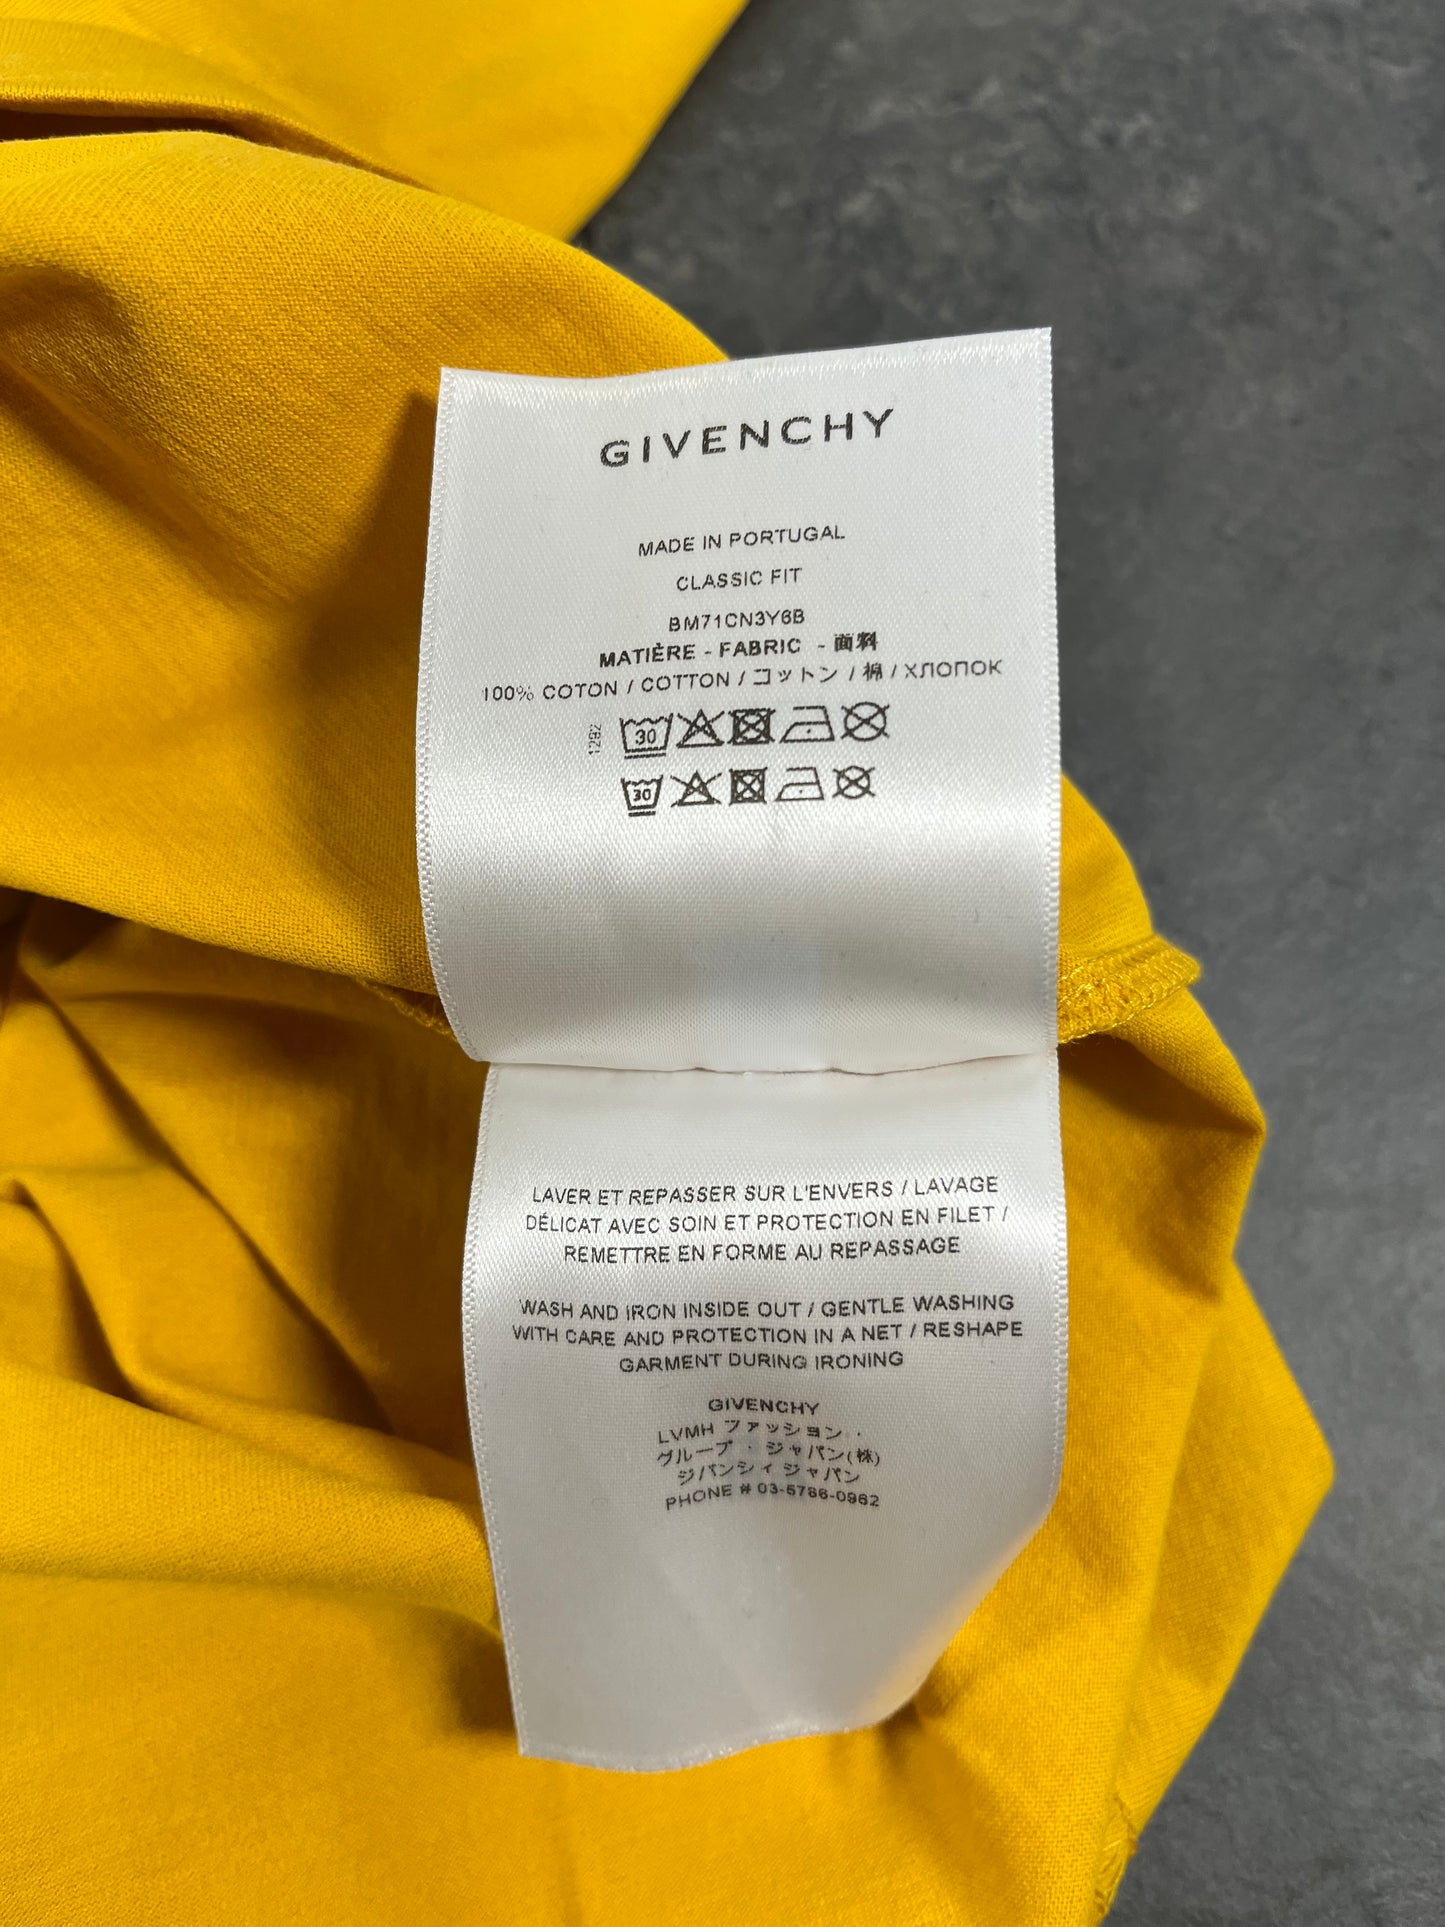 GIVENCHY
MADE IN PORTUGAL
CLASSIC FIT
BM71CN3Y6B
MATIÈRE - FABRIC - 面料
100% COTON / COTTON / コットン / 棉 / ХЛОПОК
1292
30
30
LAVER ET REPASSER SUR L'ENVERS / LAVAGE
DÉLICAT AVEC SOIN ET PROTECTION EN FILET /
REMETTRE EN FORME AU REPASSAGE
WASH AND IRON INSIDE OUT / GENTLE WASHING
WITH CARE AND PROTECTION IN A NET / RESHAPE
GARMENT DURING IRONING
GIVENCHY
LVMH ファッション ·
グループ · ジャパン(株)
ジバンシィ ジャパン
PHONE # 03-5786-0962